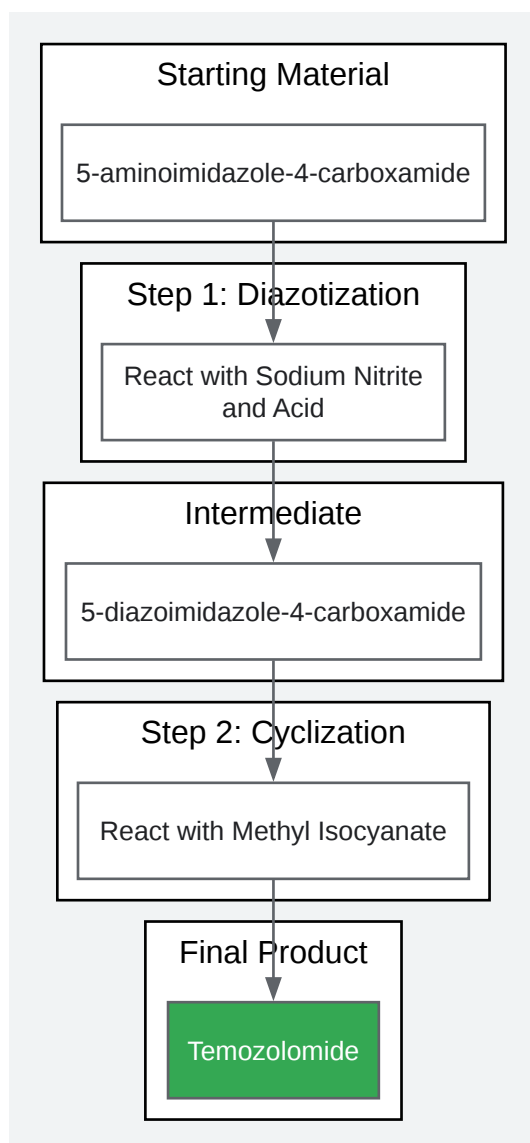 Starting Material
5-aminoimidazole-4-carboxamide
Step 1: Diazotization
React with Sodium Nitrite
and Acid
Intermediate
5-diazoimidazole-4-carboxamide
Step 2: Cyclization
React with Methyl Isocyanate
Final Product
Temozolomide